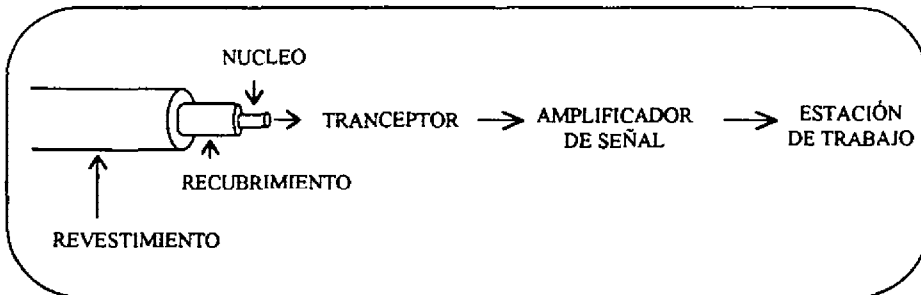 NUCLEO
TRANCEPTOR
AMPLIFICADOR
DE SEÑAL
ESTACIÓN
DE TRABAJO
RECUBRIMIENTO
REVESTIMIENTO